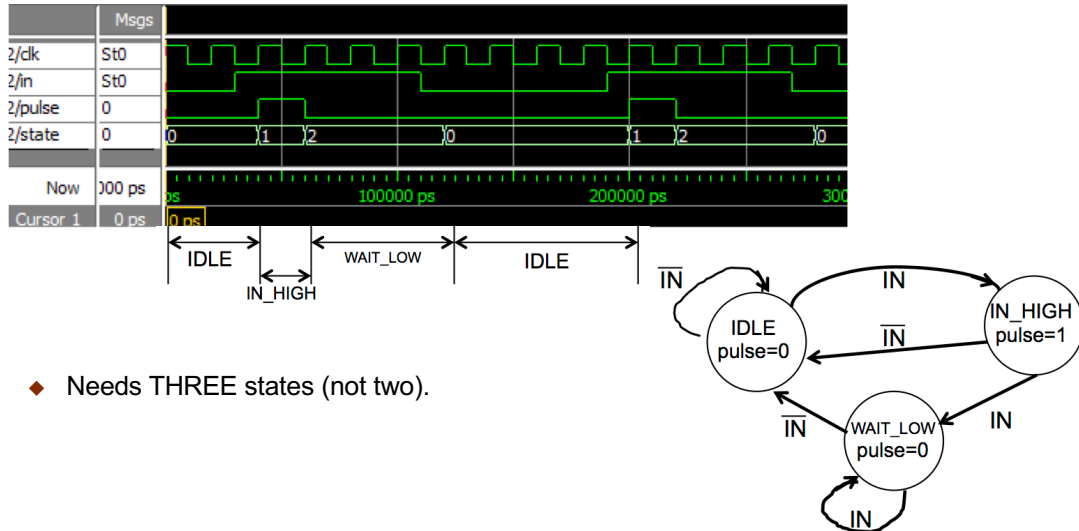 Msgs
2/clk St0
2/in St0
2/pulse 0
2/state 0 0 1 2 0 1 2 0
Now 000 ps ps 100000 ps 200000 ps 300
Cursor 1 0 ps 0 ps
IDLE WAIT_LOW IDLE
IN_HIGH
IN IN
IDLE
pulse=0
IN_HIGH
pulse=1
IN
◆ Needs THREE states (not two).
WAIT_LOW
pulse=0
IN IN
IN